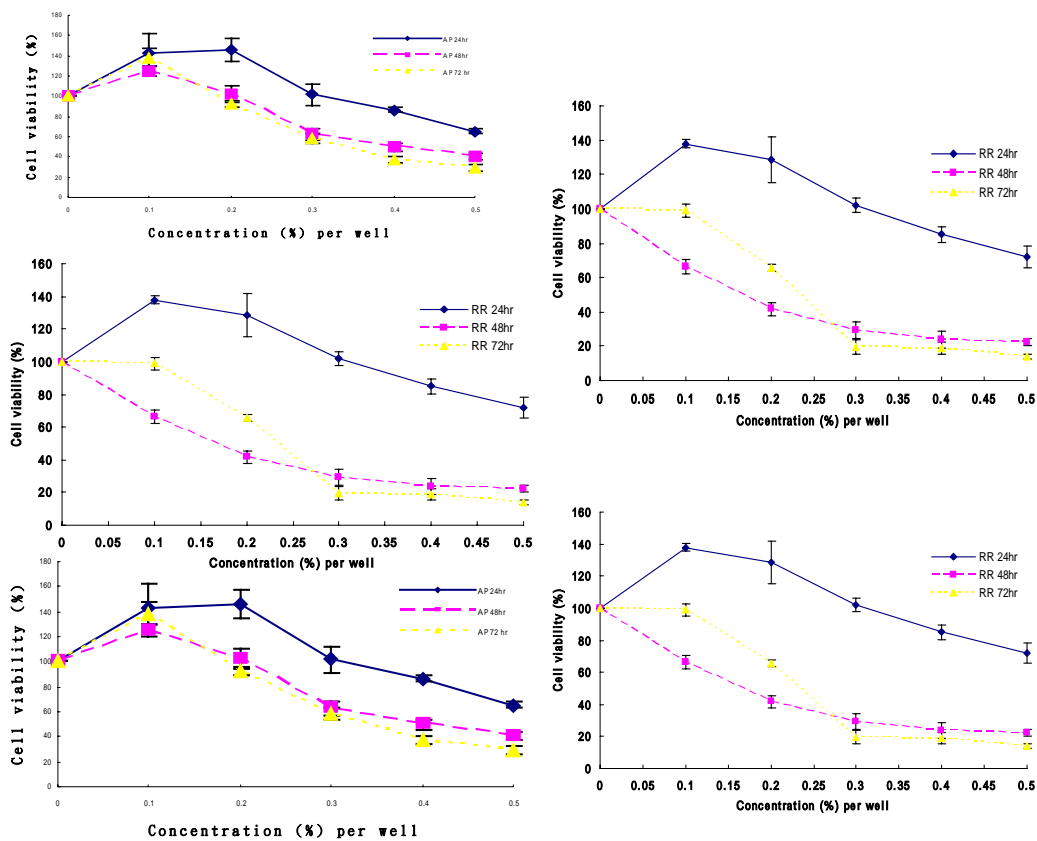 180
160
140
120
100
80
60
40
20
0
Cell viability (%)
AP 24hr
AP 48hr
AP 72 hr
0 0.1 0.2 0.3 0.4 0.5
Concentration (%) per well
160
140
120
100
80
60
40
20
0
Cell viability (%)
RR 24hr
RR 48hr
RR 72hr
0 0.05 0.1 0.15 0.2 0.25 0.3 0.35 0.4 0.45 0.5
Concentration (%) per well
180
160
140
120
100
80
60
40
20
0
Cell viability (%)
AP 24hr
AP 48hr
AP 72 hr
0 0.1 0.2 0.3 0.4 0.5
Concentration (%) per well
160
140
120
100
80
60
40
20
0
Cell viability (%)
RR 24hr
RR 48hr
RR 72hr
0 0.05 0.1 0.15 0.2 0.25 0.3 0.35 0.4 0.45 0.5
Concentration (%) per well
160
140
120
100
80
60
40
20
0
Cell viability (%)
RR 24hr
RR 48hr
RR 72hr
0 0.05 0.1 0.15 0.2 0.25 0.3 0.35 0.4 0.45 0.5
Concentration (%) per well